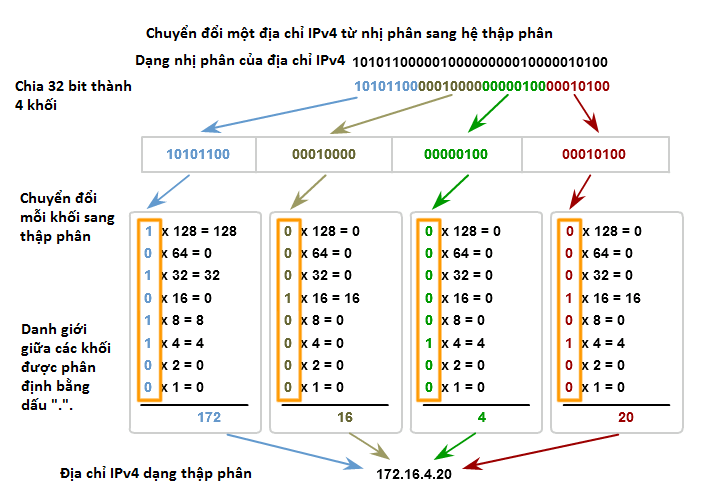 Chuyển đổi một địa chỉ IPv4 từ nhị phân sang hệ thập phân
Dạng nhị phân của địa chỉ IPv4 10101100000100000000010000010100
Chia 32 bit thành
4 khối
10101100000100000000010000010100
10101100 00010000 00000100 00010100
Chuyển đổi
mỗi khối sang
thập phân
1 x 128 = 128
0 x 64 = 0
1 x 32 = 32
0 x 16 = 0
1 x 8 = 8
1 x 4 = 4
0 x 2 = 0
0 x 1 = 0
172
0 x 128 = 0
0 x 64 = 0
0 x 32 = 0
1 x 16 = 16
0 x 8 = 0
0 x 4 = 0
0 x 2 = 0
0 x 1 = 0
16
0 x 128 = 0
0 x 64 = 0
0 x 32 = 0
0 x 16 = 0
0 x 8 = 0
1 x 4 = 4
0 x 2 = 0
0 x 1 = 0
4
0 x 128 = 0
0 x 64 = 0
0 x 32 = 0
1 x 16 = 16
0 x 8 = 0
1 x 4 = 4
0 x 2 = 0
0 x 1 = 0
20
Danh giới
giữa các khối
được phân
định bằng
dấu ".".
Địa chỉ IPv4 dạng thập phân
172.16.4.20